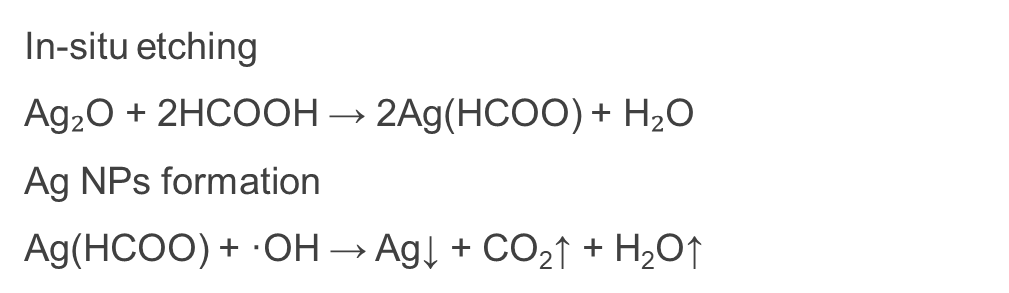 In-situ etching
Ag₂O + 2HCOOH → 2Ag(HCOO) + H₂O
Ag NPs formation
Ag(HCOO) + ·OH → Ag↓ + CO₂↑ + H₂O↑